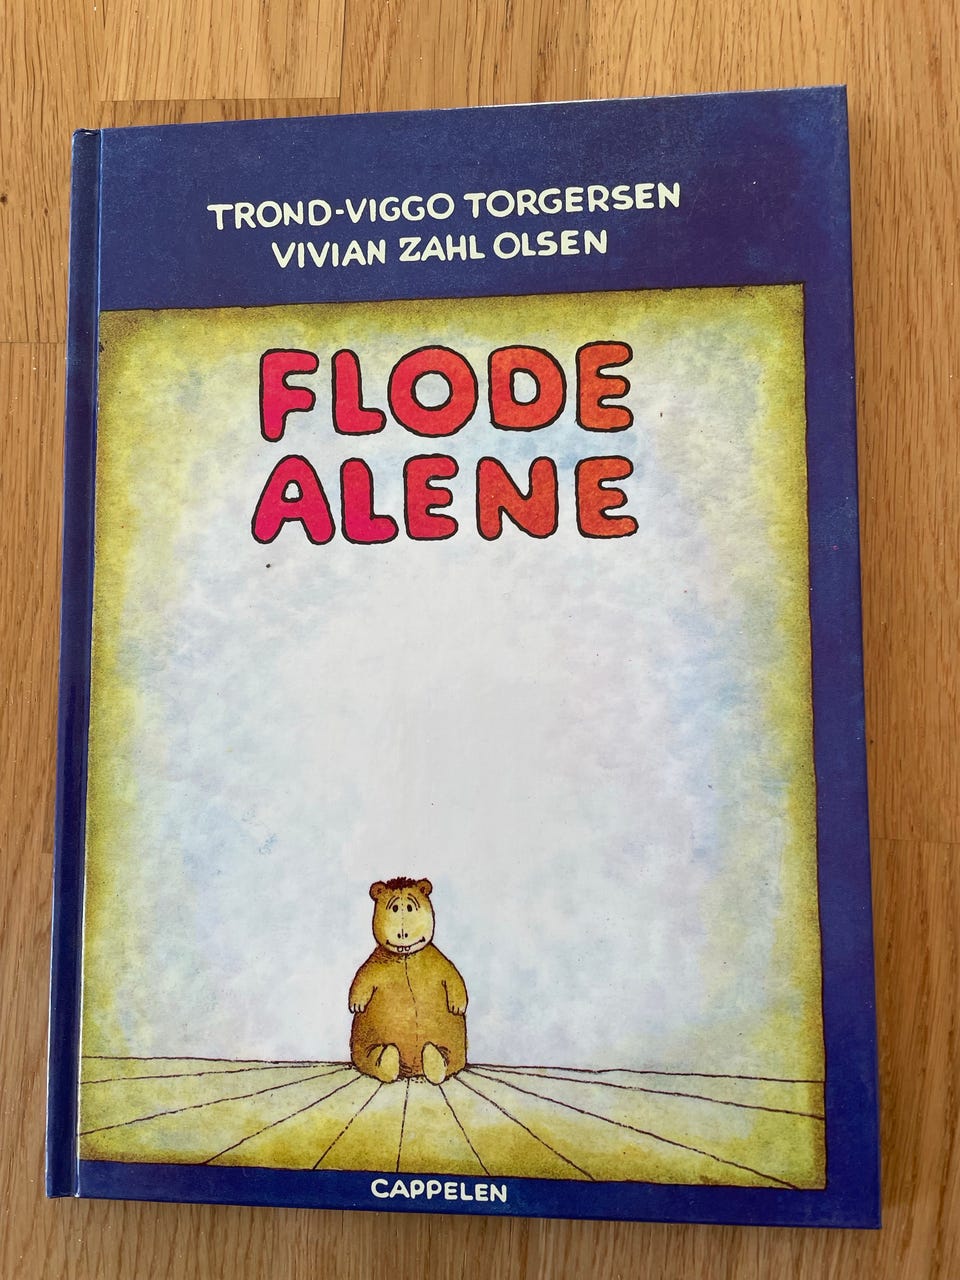 TROND-VIGGO TORGERSEN
VIVIAN ZAHL OLSEN
FLODE
ALENE
CAPPELEN